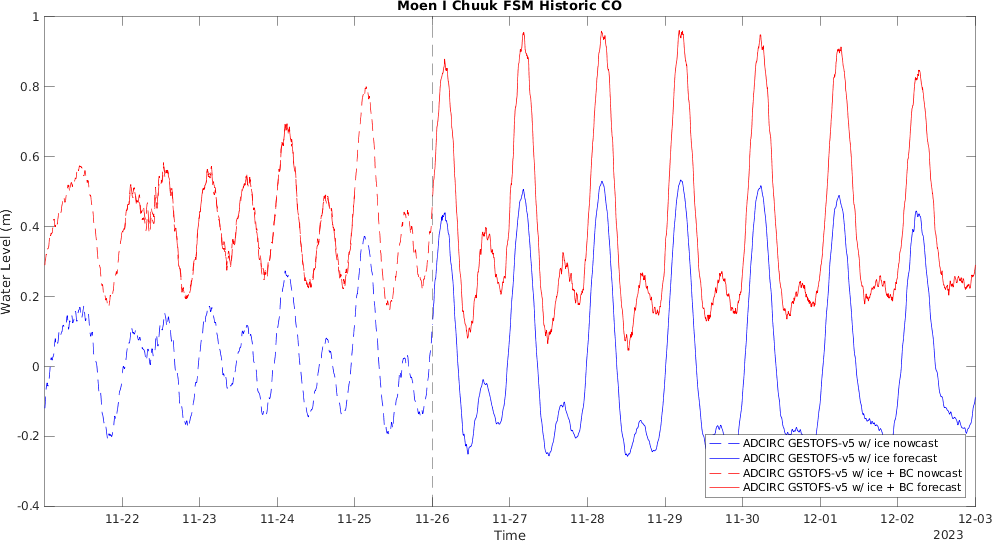 Moen I Chuuk FSM Historic CO
Water Level (m)
1
0.8
0.6
0.4
0.2
0
-0.2
-0.4
ADCIRC GESTOFS-v5 w/ ice nowcast
ADCIRC GESTOFS-v5 w/ ice forecast
ADCIRC GSTOFS-v5 w/ ice + BC nowcast
ADCIRC GSTOFS-v5 w/ ice + BC forecast
11-22 11-23 11-24 11-25 11-26 11-27 11-28 11-29 11-30 12-01 12-02 12-03
Time
2023